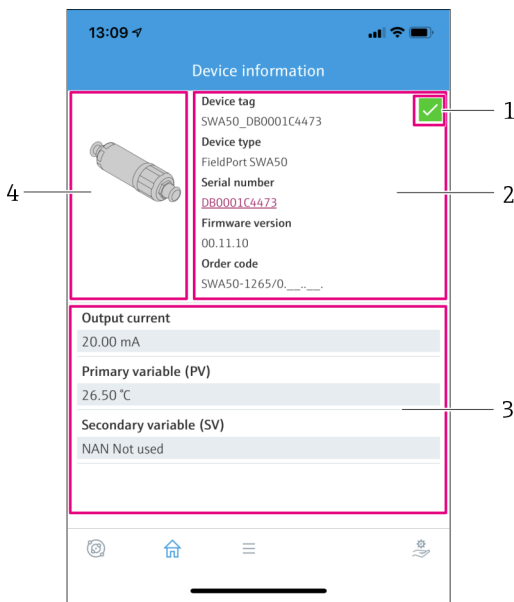 13:09
Device information
Device tag
SWA50_DB0001C4473
Device type
FieldPort SWA50
Serial number
DB0001C4473
Firmware version
00.11.10
Order code
SWA50-1265/0.__..__.
1
2
4
Output current
20.00 mA
Primary variable (PV)
26.50 °C
3
Secondary variable (SV)
NAN Not used